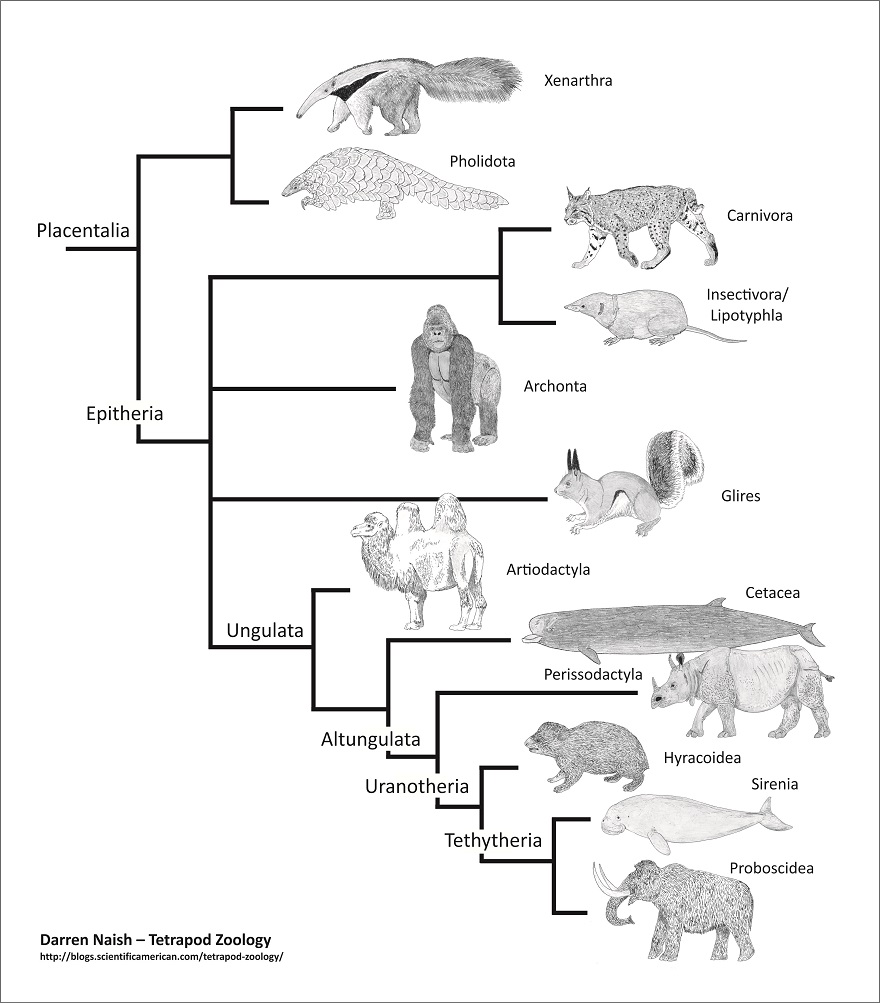 Xenarthra
Pholidota
Carnivora
Placentalia
Insectivora/
Lipotyphla
Archonta
Epitheria
Glires
Artiodactyla
Cetacea
Ungulata
Perissodactyla
Altungulata
Hyracoidea
Uranotheria
Sirenia
Tethytheria
Proboscidea
Darren Naish – Tetrapod Zoology
http://blogs.scientificamerican.com/tetrapod-zoology/